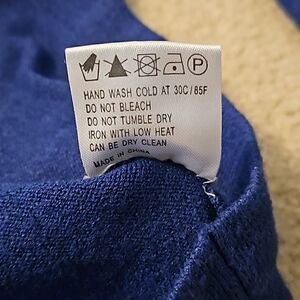 P
HAND WASH COLD AT 30C/85F
DO NOT BLEACH
DO NOT TUMBLE DRY
IRON WITH LOW HEAT
CAN BE DRY CLEAN
MADE IN CHINA